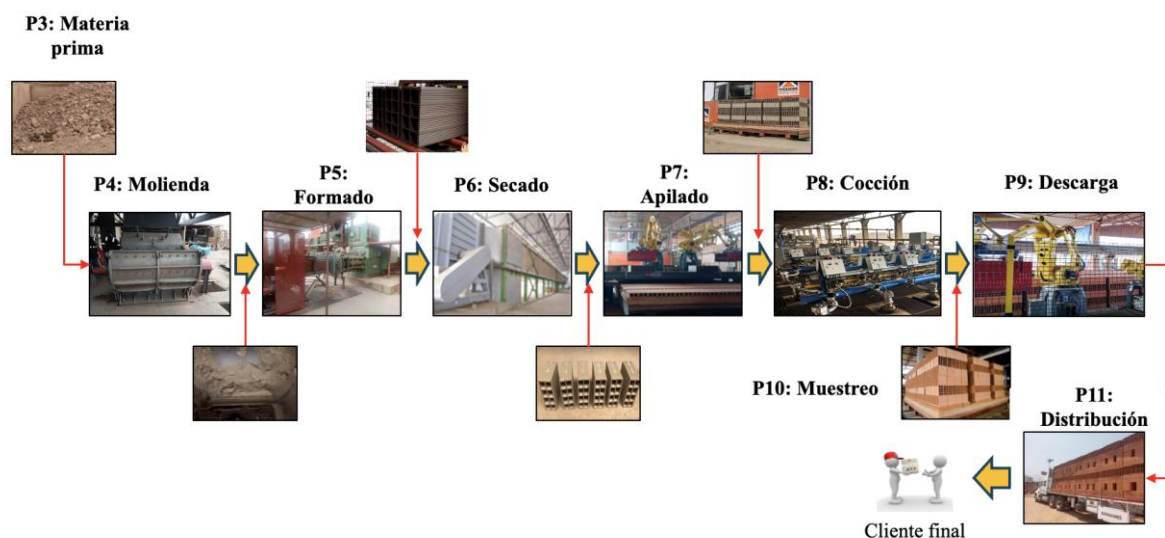 P3: Materia
prima
P4: Molienda
P5:
Formado
P6: Secado
P7:
Apilado
P8: Cocción
P9: Descarga
P10: Muestreo
P11:
Distribución
Cliente final